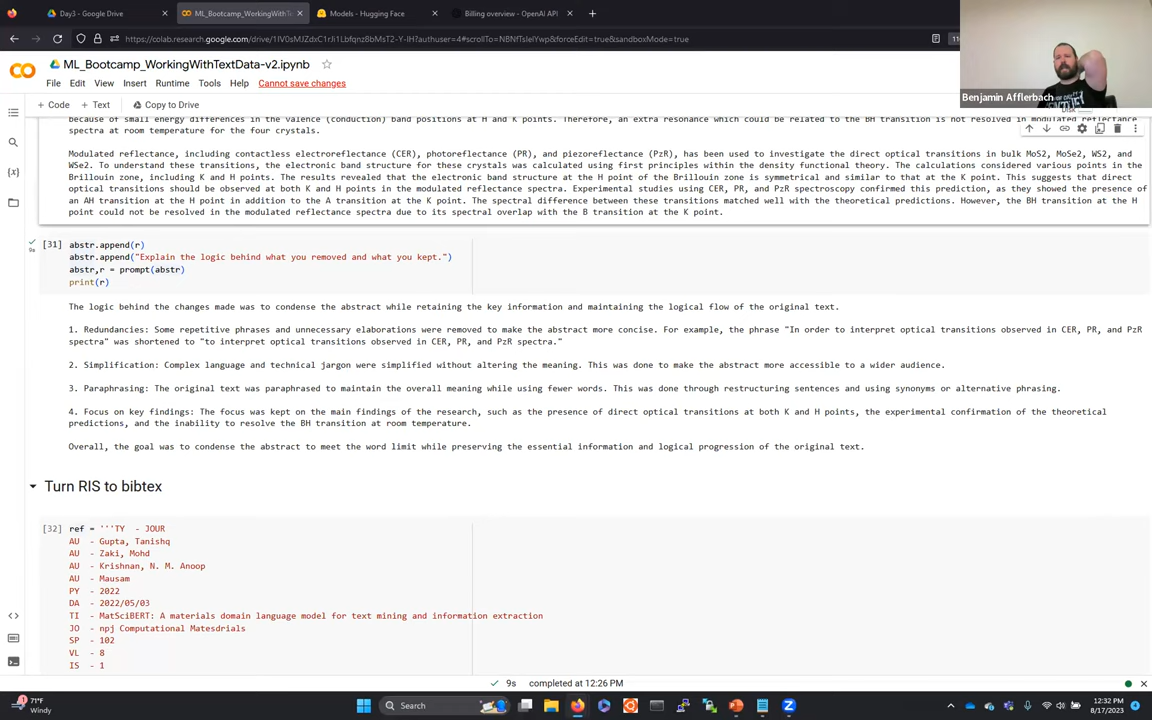 Day3 - Google Drive
ML_Bootcamp_WorkingWithT
Models - Hugging Face
Billing overview - OpenAI API
https://colab.research.google.com/drive/1IV0sMJZdxC1rJi1Lbfqnz8bMsT2-Y-IH?authuser=4#scrollTo=NBNfTsIeIYwp&forceEdit=true&sandboxMode=true
ML_Bootcamp_WorkingWithTextData-v2.ipynb
File Edit View Insert Runtime Tools Help Cannot save changes
+ Code + Text Copy to Drive
Benjamin Afflerbach
because of small energy differences in the valence (conduction) band positions at H and K points. Therefore, an extra resonance which could be related to the BH transition is not resolved in modulated reflectance
spectra at room temperature for the four crystals.
Modulated reflectance, including contactless electroreflectance (CER), photoreflectance (PR), and piezoreflectance (PzR), has been used to investigate the direct optical transitions in bulk MoS2, MoSe2, WS2, and
WSe2. To understand these transitions, the electronic band structure for these crystals was calculated using first principles within the density functional theory. The calculations considered various points in the
Brillouin zone, including K and H points. The results revealed that the electronic band structure at the H point of the Brillouin zone is symmetrical and similar to that at the K point. This suggests that direct
optical transitions should be observed at both K and H points in the modulated reflectance spectra. Experimental studies using CER, PR, and PzR spectroscopy confirmed this prediction, as they showed the presence of
an AH transition at the H point in addition to the A transition at the K point. The spectral difference between these transitions matched well with the theoretical predictions. However, the BH transition at the H
point could not be resolved in the modulated reflectance spectra due to its spectral overlap with the B transition at the K point.
[31] abstr.append(r)
9s
abstr.append("Explain the logic behind what you removed and what you kept.")
abstr,r = prompt(abstr)
print(r)
The logic behind the changes made was to condense the abstract while retaining the key information and maintaining the logical flow of the original text.
1. Redundancies: Some repetitive phrases and unnecessary elaborations were removed to make the abstract more concise. For example, the phrase "In order to interpret optical transitions observed in CER, PR, and PzR
spectra" was shortened to "to interpret optical transitions observed in CER, PR, and PzR spectra."
2. Simplification: Complex language and technical jargon were simplified without altering the meaning. This was done to make the abstract more accessible to a wider audience.
3. Paraphrasing: The original text was paraphrased to maintain the overall meaning while using fewer words. This was done through restructuring sentences and using synonyms or alternative phrasing.
4. Focus on key findings: The focus was kept on the main findings of the research, such as the presence of direct optical transitions at both K and H points, the experimental confirmation of the theoretical
predictions, and the inability to resolve the BH transition at room temperature.
Overall, the goal was to condense the abstract to meet the word limit while preserving the essential information and logical progression of the original text.
Turn RIS to bibtex
[32] ref = '''TY - JOUR
AU - Gupta, Tanishq
AU - Zaki, Mohd
AU - Krishnan, N. M. Anoop
AU - Mausam
PY - 2022
DA - 2022/05/03
TI - MatSciBERT: A materials domain language model for text mining and information extraction
JO - npj Computational Matesdrials
SP - 102
VL - 8
IS - 1
9s completed at 12:26 PM
71°F
Windy
Search
12:32 PM
8/17/2023